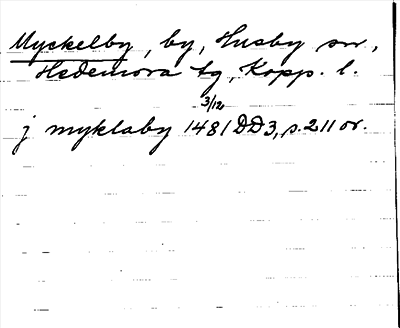 Myckelby, by, Husby sn,
Hedemora tg, Kopp. l.
3/12
j myklaby 1481 DD3, s. 211 or.